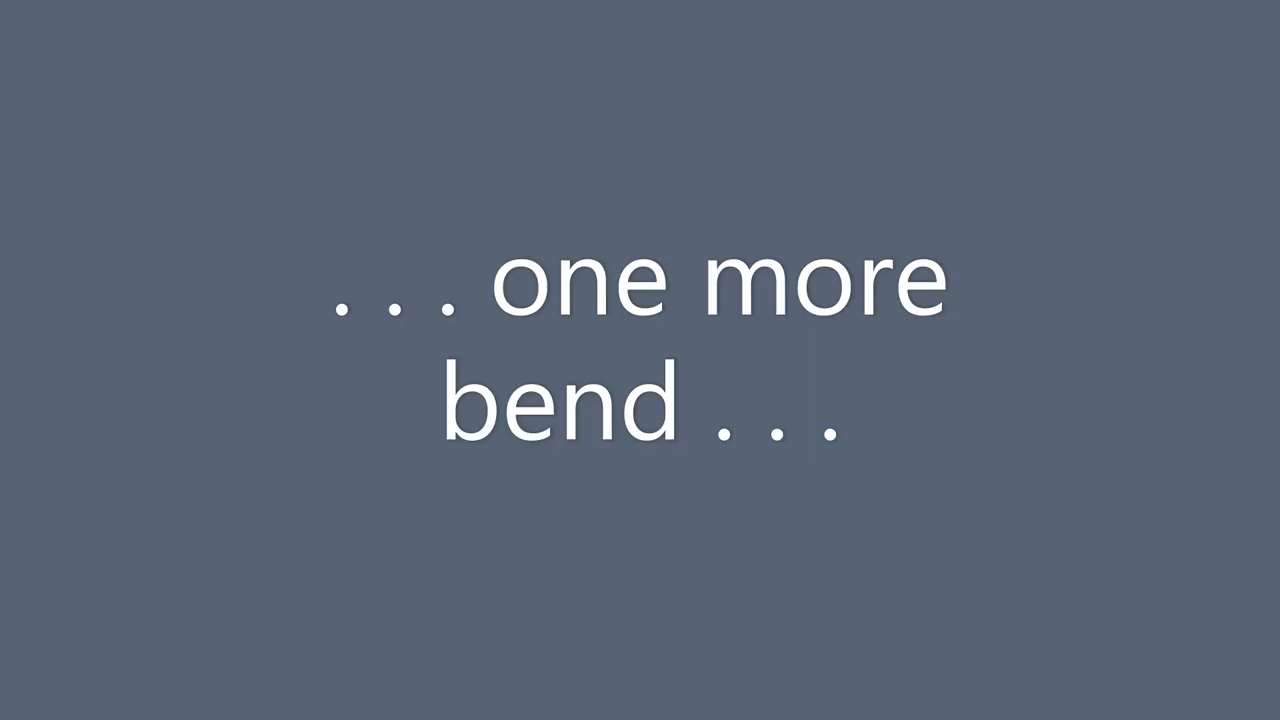 . . . one more
bend . . .